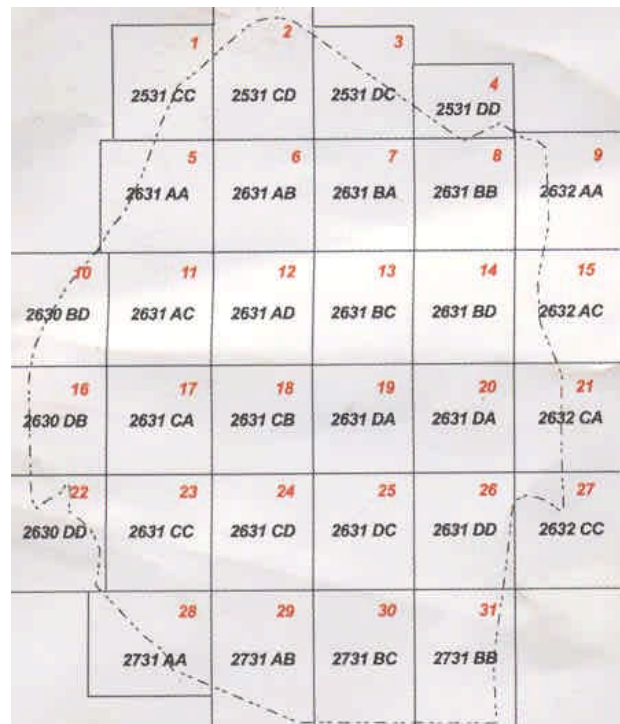 1 2 3
4
2531 CC 2531 CD 2531 DC
2531 DD
5 6 7 8 9
2631 AA 2631 AB 2631 BA 2631 BB 2632 AA
10 11 12 13 14 15
2630 BD 2631 AC 2631 AD 2631 BC 2631 BD 2632 AC
16 17 18 19 20 21
2630 DB 2631 CA 2631 CB 2631 DA 2631 DA 2632 CA
22 23 24 25 26 27
2630 DD 2631 CC 2631 CD 2631 DC 2631 DD 2632 CC
28 29 30 31
2731 AA 2731 AB 2731 BC 2731 BB